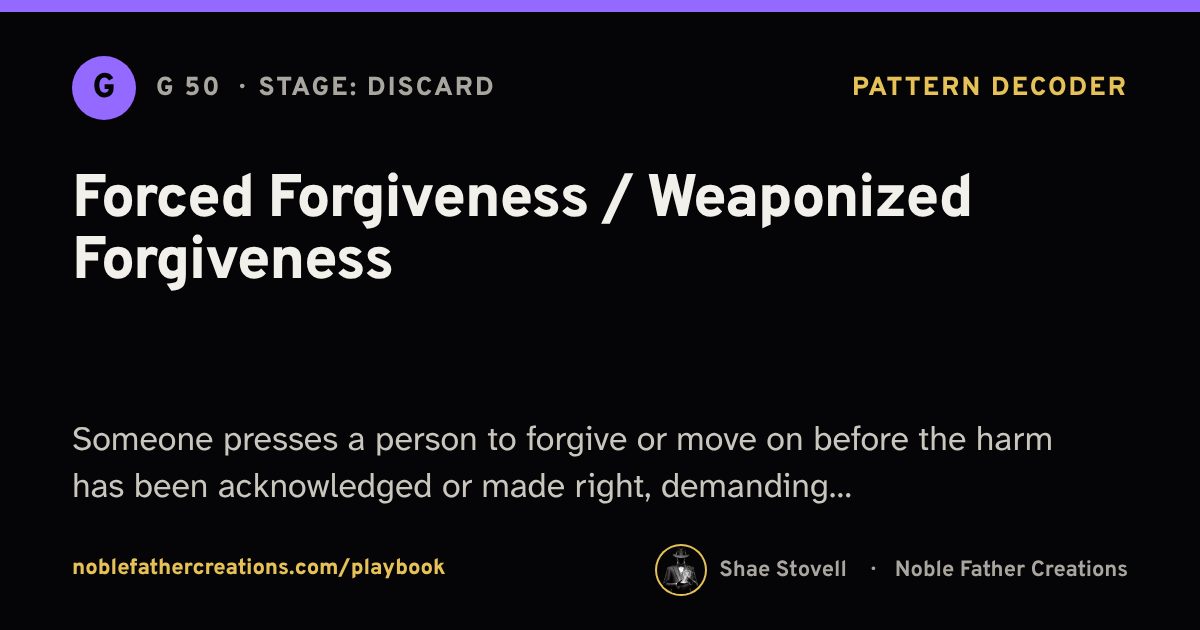 G
G 50 · STAGE: DISCARD
PATTERN DECODER
Forced Forgiveness / Weaponized
Forgiveness
Someone presses a person to forgive or move on before the harm
has been acknowledged or made right, demanding...
noblefathercreations.com/playbook
Shae Stovell · Noble Father Creations